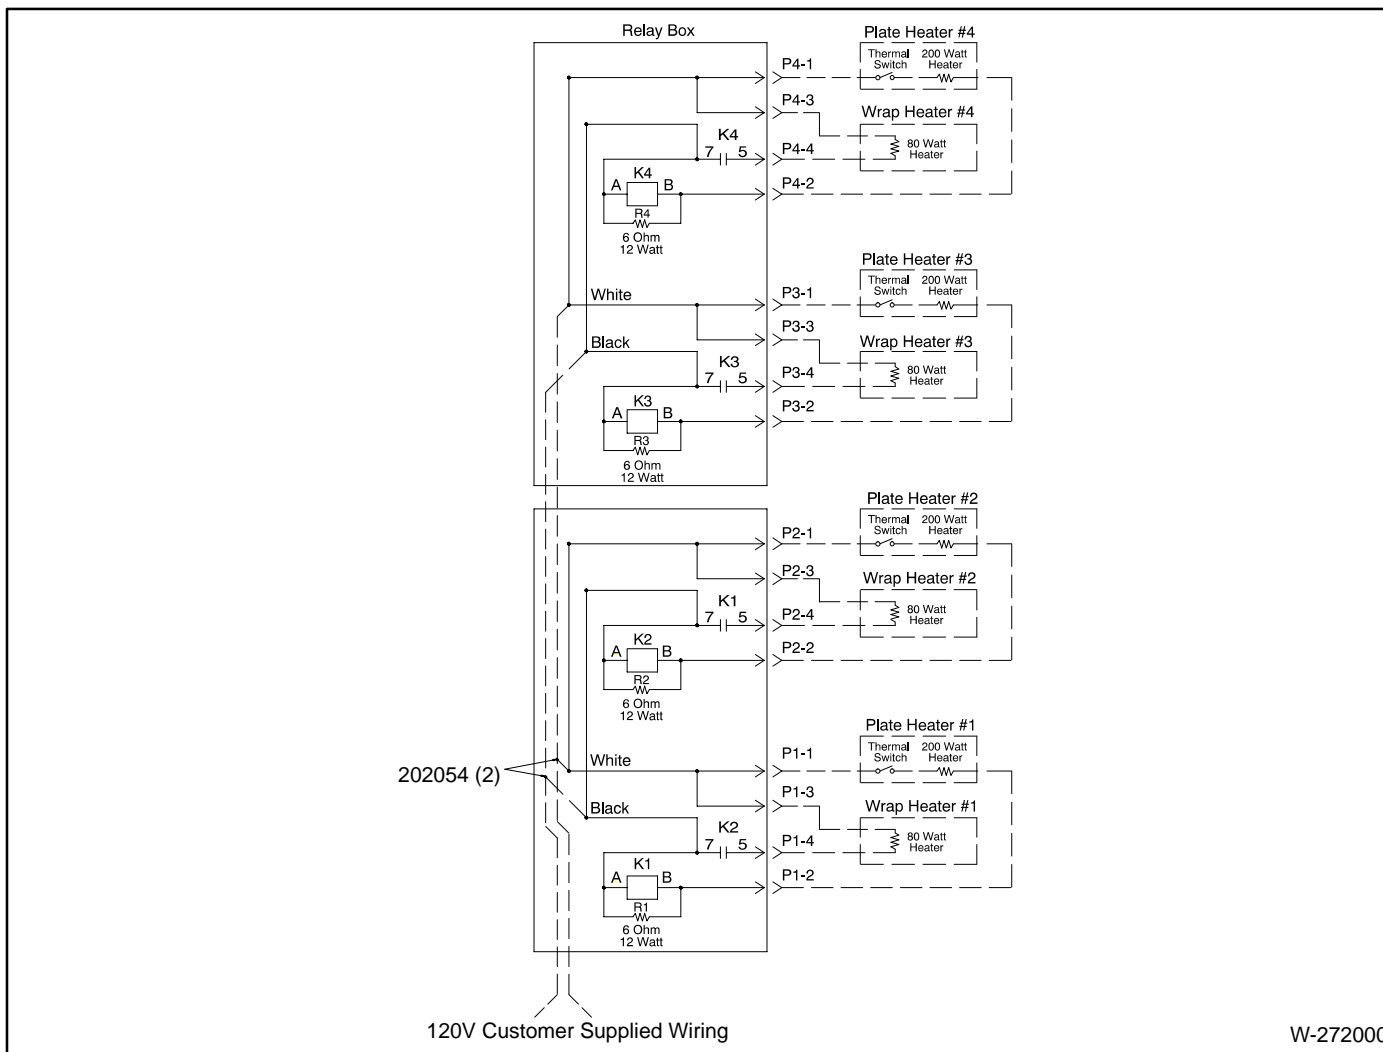 Relay Box
Plate Heater #4
Thermal Switch
200 Watt Heater
P4-1
P4-3
Wrap Heater #4
80 Watt Heater
K4
7 5
P4-4
K4
A B
P4-2
R4
6 Ohm
12 Watt
Plate Heater #3
Thermal Switch
200 Watt Heater
White
P3-1
P3-3
Wrap Heater #3
80 Watt Heater
Black
K3
7 5
P3-4
K3
A B
P3-2
R3
6 Ohm
12 Watt
Plate Heater #2
Thermal Switch
200 Watt Heater
P2-1
P2-3
Wrap Heater #2
80 Watt Heater
K1
7 5
P2-4
K2
A B
P2-2
R2
6 Ohm
12 Watt
Plate Heater #1
Thermal Switch
200 Watt Heater
White
P1-1
202054 (2)
P1-3
Wrap Heater #1
80 Watt Heater
Black
K2
7 5
P1-4
K1
A B
P1-2
R1
6 Ohm
12 Watt
120V Customer Supplied Wiring
W-272000